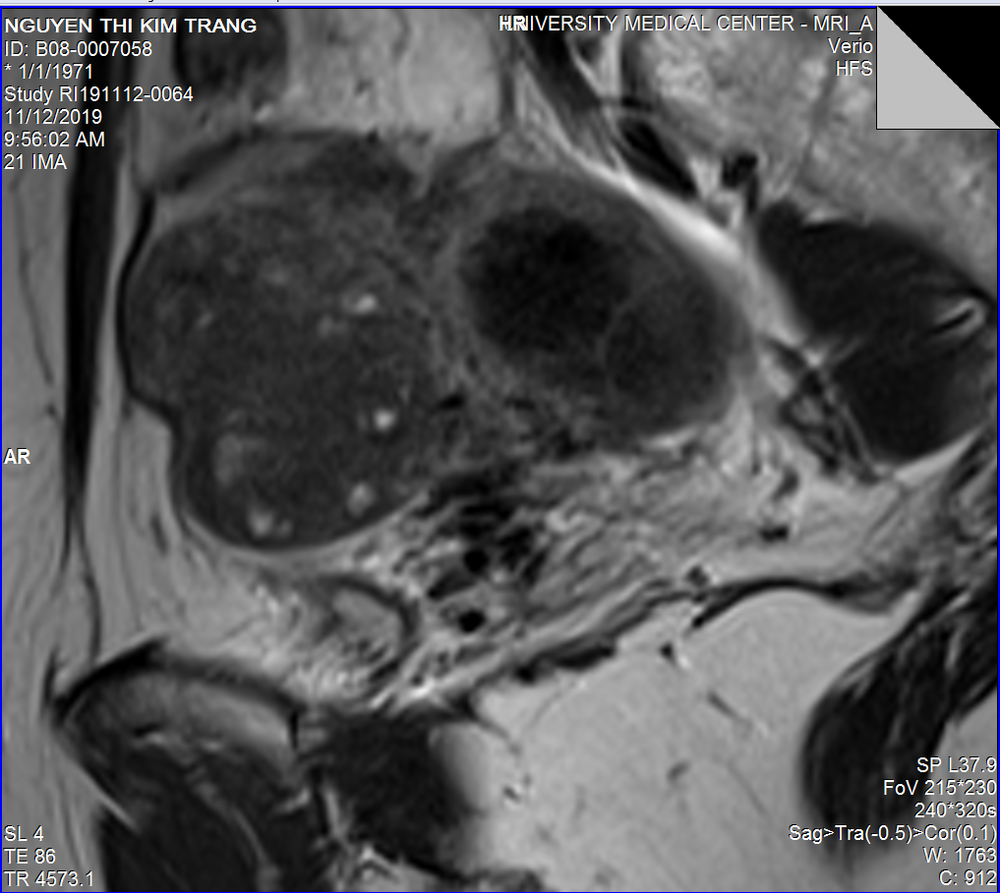 NGUYEN THI KIM TRANG
ID: B08-0007058
* 1/1/1971
Study RI191112-0064
11/12/2019
9:56:02 AM
21 IMA
UNIVERSITY MEDICAL CENTER - MRI_A
Verio
HFS
HR
AR
SL 4
TE 86
TR 4573.1
SP L37.9
FoV 215*230
240*320s
Sag>Tra(-0.5)>Cor(0.1)
W: 1763
C: 912